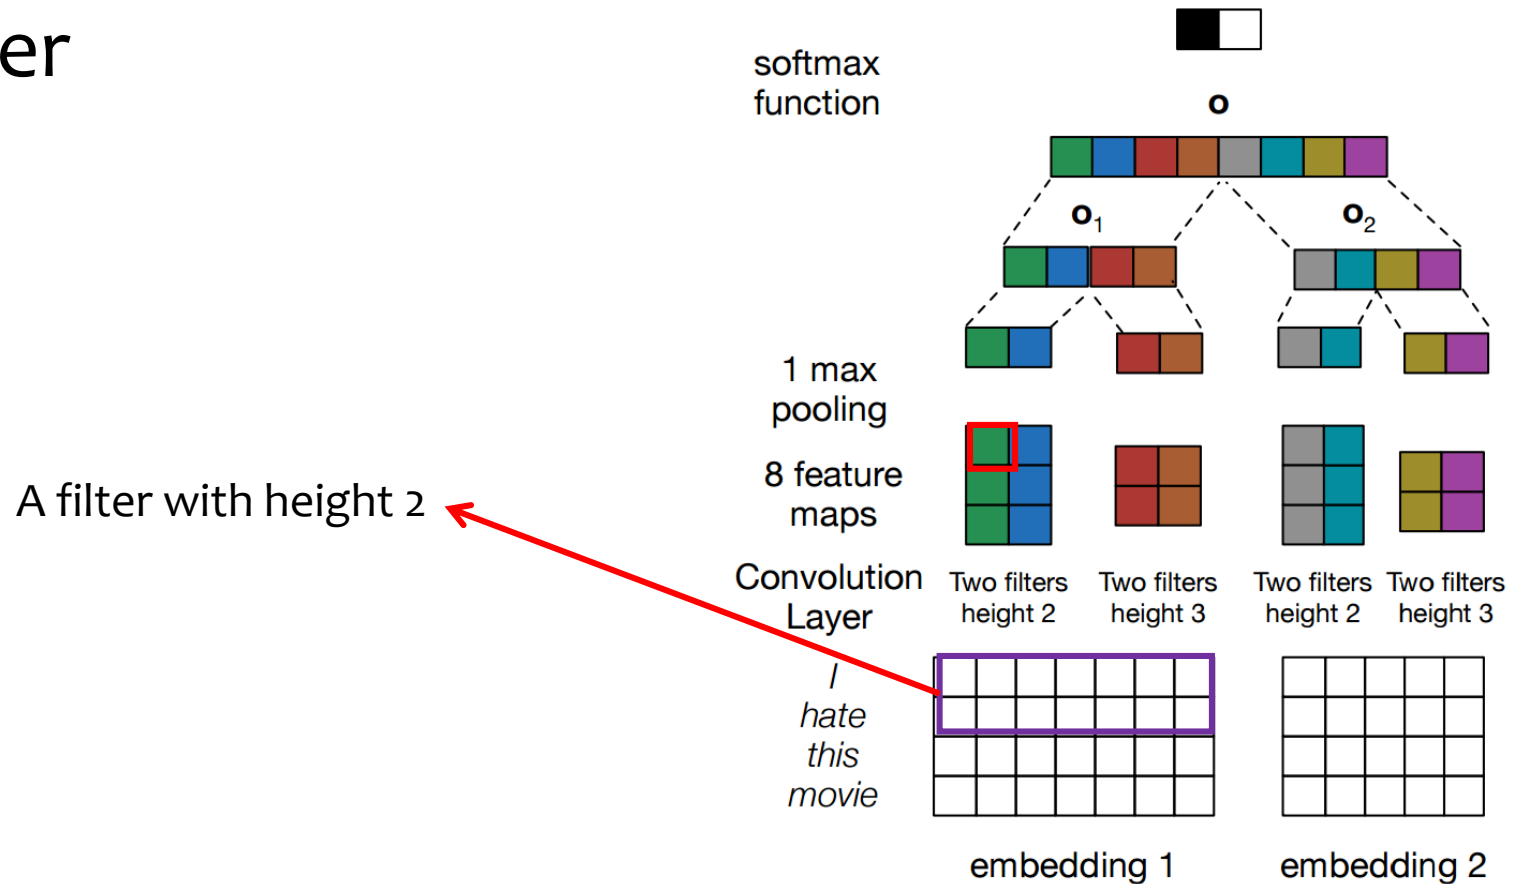 er
softmax
function
o
o1
o2
1 max
pooling
A filter with height 2
8 feature
maps
Convolution
Layer
Two filters
height 2
Two filters
height 3
Two filters
height 2
Two filters
height 3
I
hate
this
movie
embedding 1
embedding 2